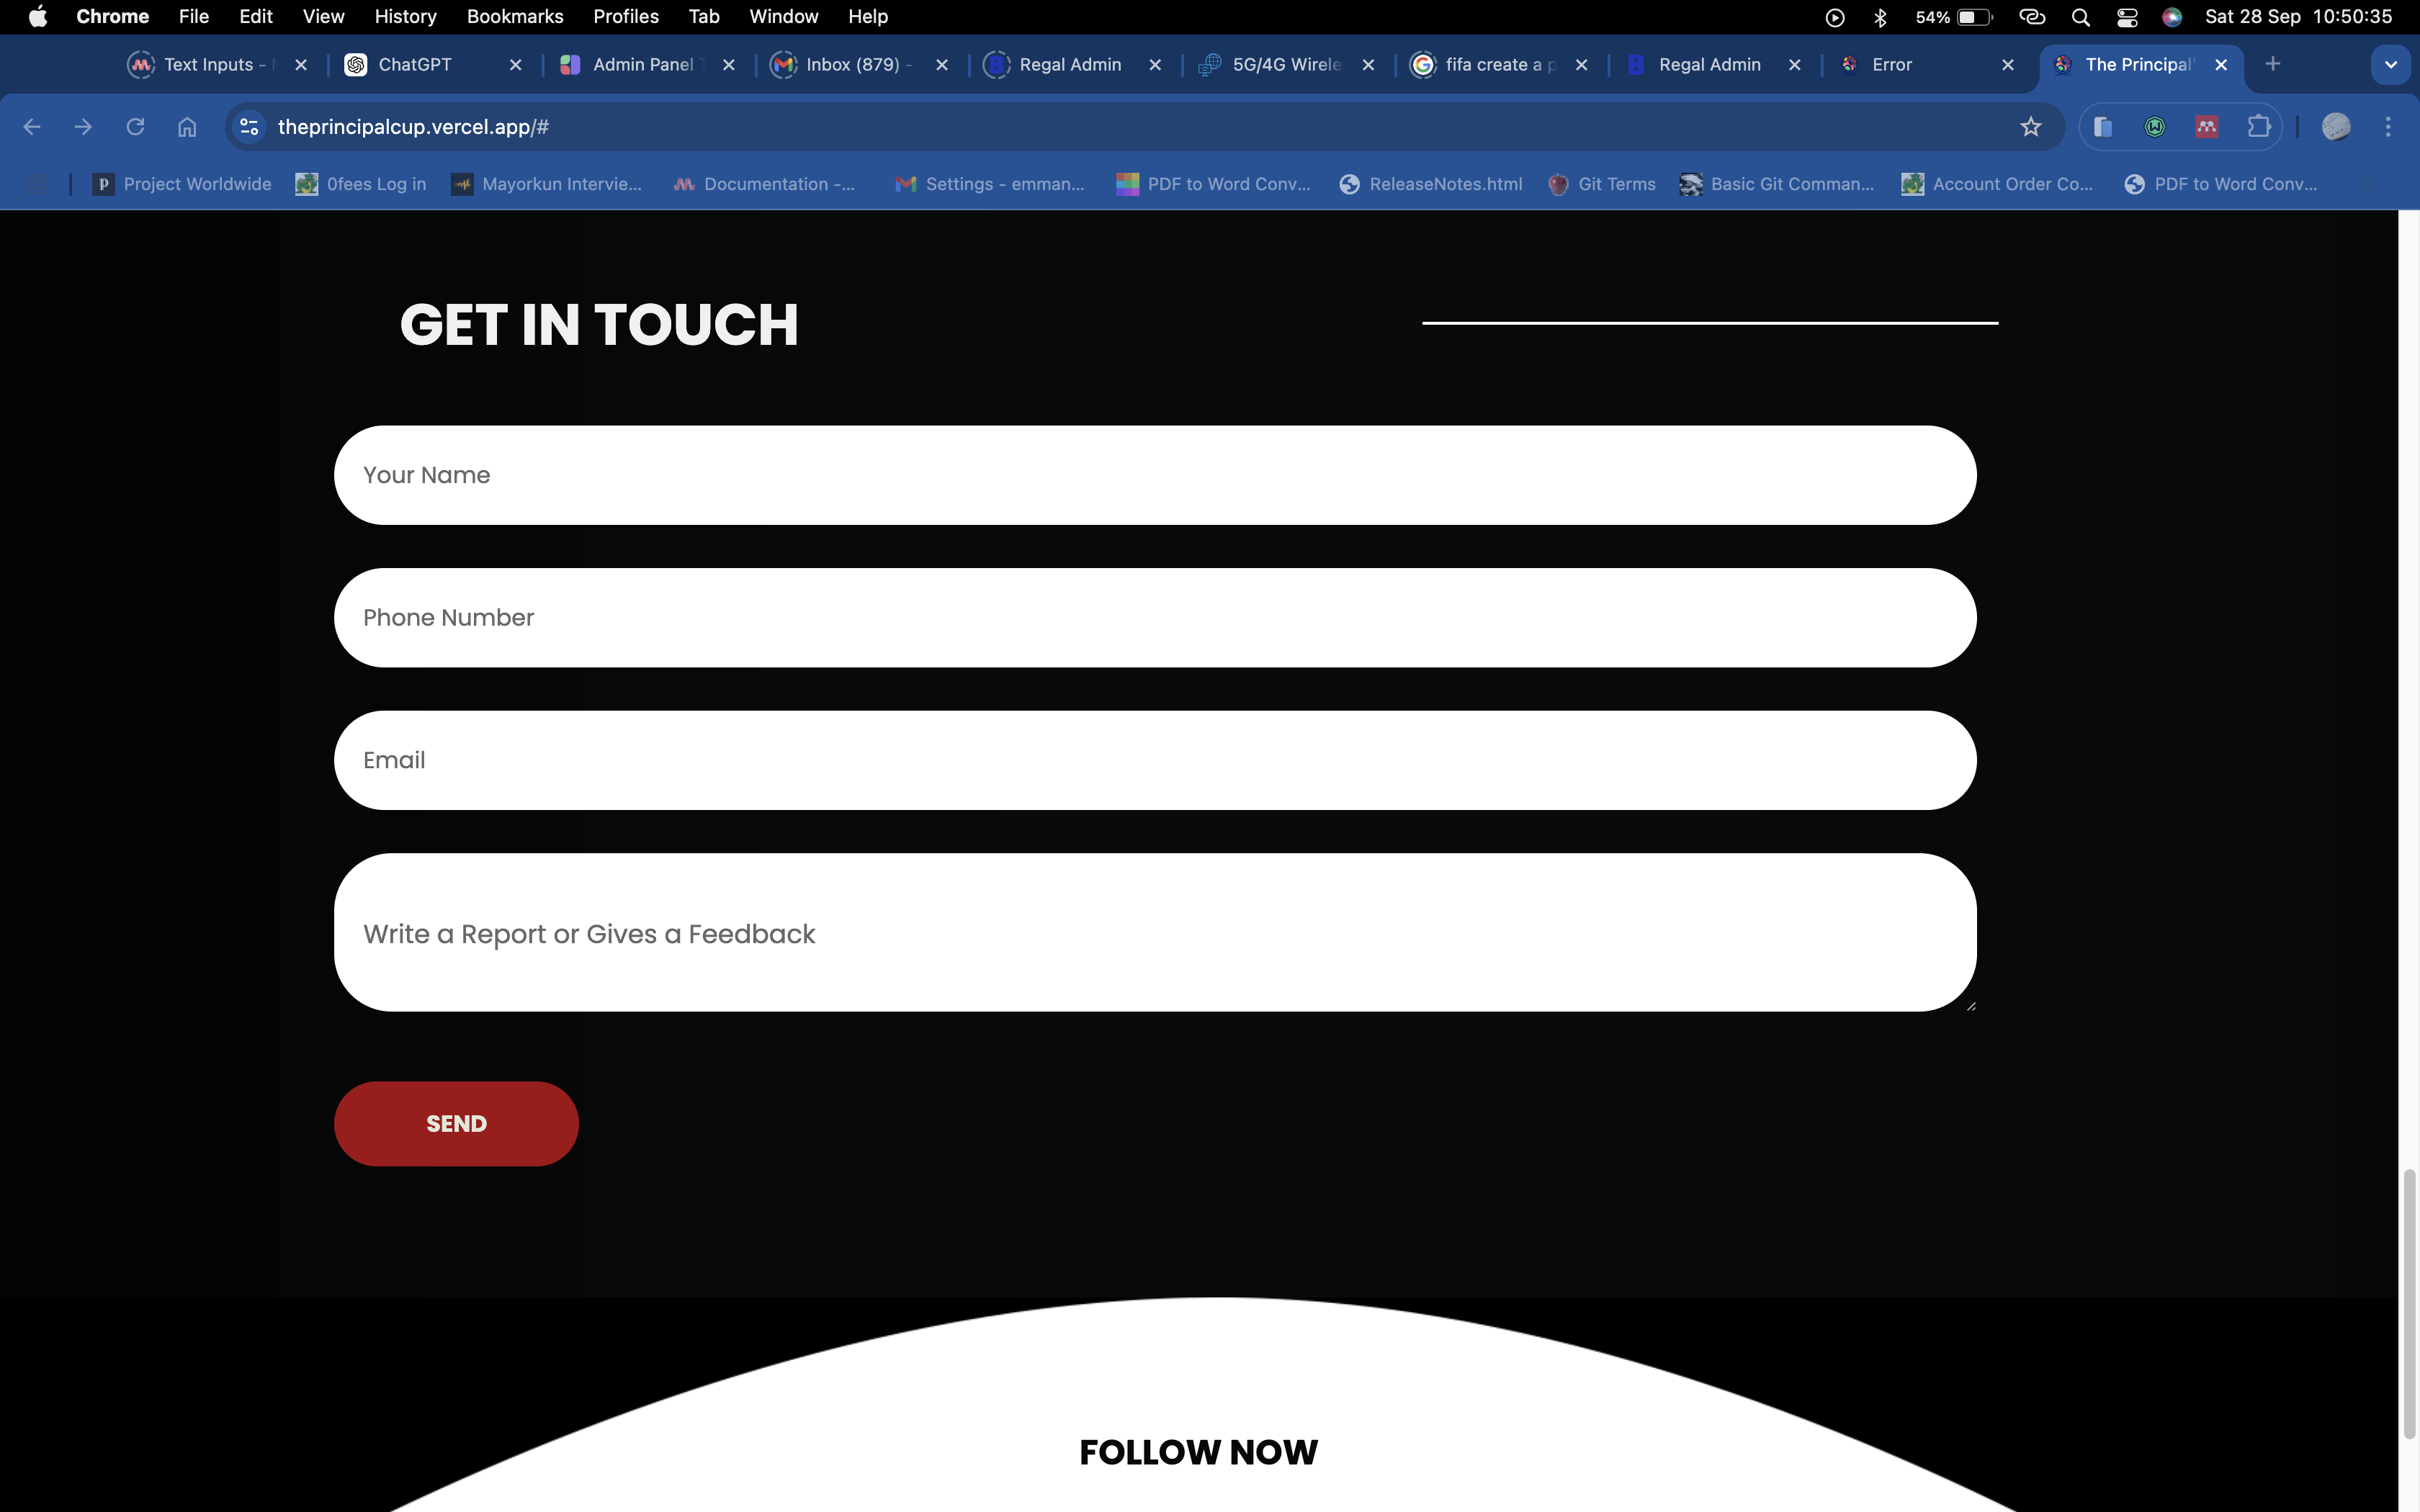 Chrome File Edit View History Bookmarks Profiles Tab Window Help 54% Sat 28 Sep 10:50:35
Text Inputs - ChatGPT Admin Panel Inbox (879) - Regal Admin 5G/4G Wirele fifa create a p Regal Admin Error The Principal'
theprincipalcup.vercel.app/#
Project Worldwide 0fees Log in Mayorkun Intervie... Documentation -... Settings - emman... PDF to Word Conv... ReleaseNotes.html Git Terms Basic Git Comman... Account Order Co... PDF to Word Conv...
GET IN TOUCH
Your Name
Phone Number
Email
Write a Report or Gives a Feedback
SEND
FOLLOW NOW